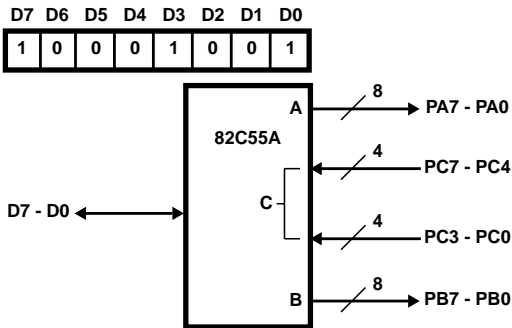 D7 D6 D5 D4 D3 D2 D1 D0
1 0 0 0 1 0 0 1
8
A PA7 - PA0
82C55A
4
PC7 - PC4
C
D7 - D0
4
PC3 - PC0
8
B PB7 - PB0